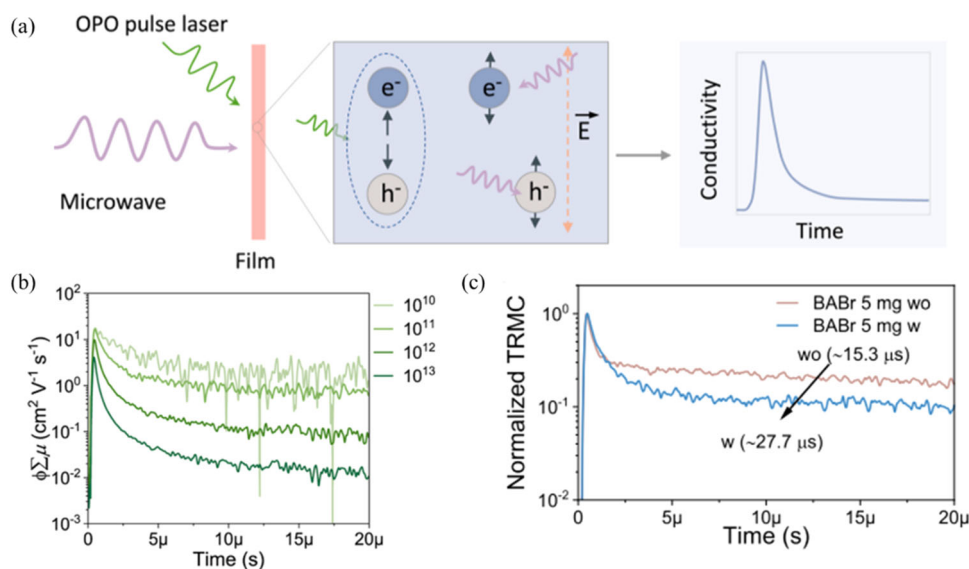 (a)
OPO pulse laser
Microwave
Film
e⁻
h⁻
e⁻
h⁻
E
Conductivity
Time
(b)
ϕΣμ (cm² V⁻¹ s⁻¹)
10²
10¹
10⁰
10⁻¹
10⁻²
10⁻³
0
5μ
10μ
15μ
20μ
Time (s)
10¹⁰
10¹¹
10¹²
10¹³
(c)
Normalized TRMC
10⁰
10⁻¹
10⁻²
BABr 5 mg wo
BABr 5 mg w
wo (~15.3 μs)
w (~27.7 μs)
0
5μ
10μ
15μ
20μ
Time (s)